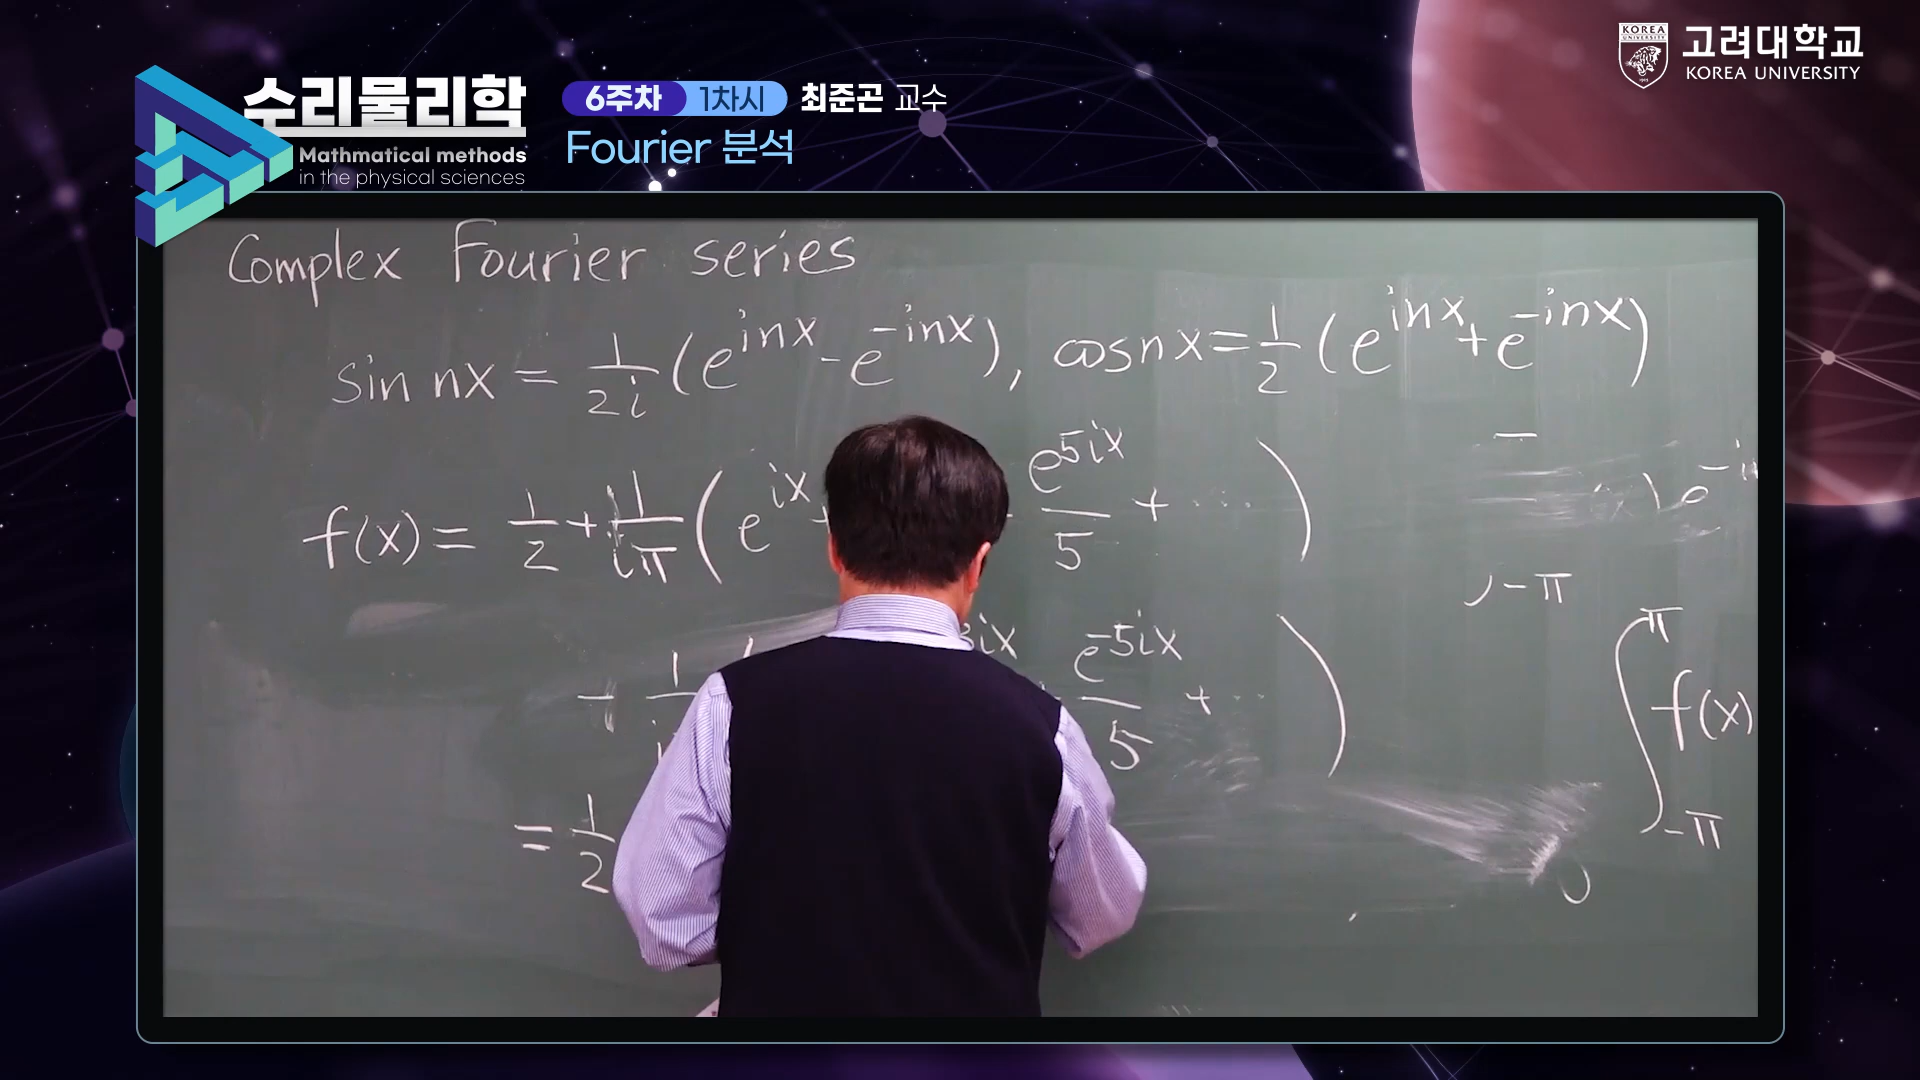 KOREA
UNIVERSITY
고려대학교
KOREA UNIVERSITY
수리물리학
Mathmatical methods
in the physical sciences
6주차 1차시 최준곤 교수
Fourier 분석
Complex Fourier series
sin nx = 1/2i (e^inx - e^-inx), cosnx = 1/2 (e^inx + e^-inx)
f(x) = 1/2 + 1/iπ (e^ix e^5ix/5 + ... )
- 1 ix e^-5ix/5 + ... )
= 1/2
e^-i
-π
π
f(x)
-π